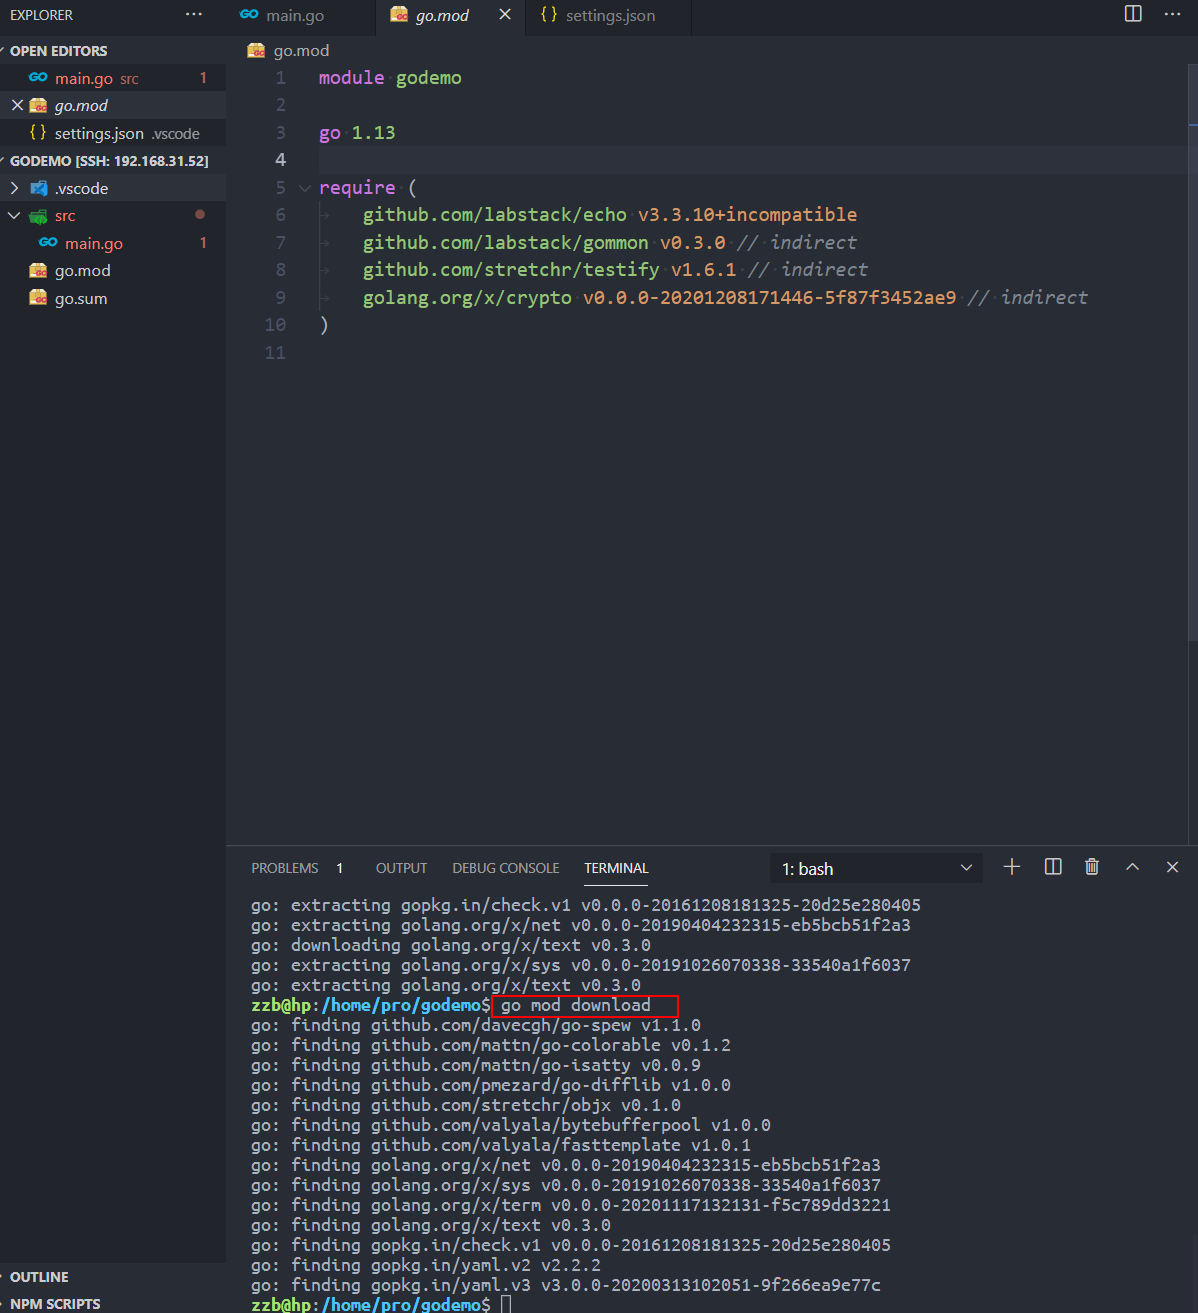 EXPLORER
main.go
go.mod
settings.json
OPEN EDITORS
main.go src 1
go.mod
settings.json .vscode
GODEMO [SSH: 192.168.31.52]
.vscode
src
main.go 1
go.mod
go.sum
OUTLINE
NPM SCRIPTS
go.mod
1 module godemo
2
3 go 1.13
4
5 require (
6 github.com/labstack/echo v3.3.10+incompatible
7 github.com/labstack/gommon v0.3.0 // indirect
8 github.com/stretchr/testify v1.6.1 // indirect
9 golang.org/x/crypto v0.0.0-20201208171446-5f87f3452ae9 // indirect
10 )
11
PROBLEMS 1 OUTPUT DEBUG CONSOLE TERMINAL 1: bash
go: extracting gopkg.in/check.v1 v0.0.0-20161208181325-20d25e280405
go: extracting golang.org/x/net v0.0.0-20190404232315-eb5bcb51f2a3
go: downloading golang.org/x/text v0.3.0
go: extracting golang.org/x/sys v0.0.0-20191026070338-33540a1f6037
go: extracting golang.org/x/text v0.3.0
zzb@hp:/home/pro/godemo$ go mod download
go: finding github.com/davecgh/go-spew v1.1.0
go: finding github.com/mattn/go-colorable v0.1.2
go: finding github.com/mattn/go-isatty v0.0.9
go: finding github.com/pmezard/go-difflib v1.0.0
go: finding github.com/stretchr/objx v0.1.0
go: finding github.com/valyala/bytebufferpool v1.0.0
go: finding github.com/valyala/fasttemplate v1.0.1
go: finding golang.org/x/net v0.0.0-20190404232315-eb5bcb51f2a3
go: finding golang.org/x/sys v0.0.0-20191026070338-33540a1f6037
go: finding golang.org/x/term v0.0.0-20201117132131-f5c789dd3221
go: finding golang.org/x/text v0.3.0
go: finding gopkg.in/check.v1 v0.0.0-20161208181325-20d25e280405
go: finding gopkg.in/yaml.v2 v2.2.2
go: finding gopkg.in/yaml.v3 v3.0.0-20200313102051-9f266ea9e77c
zzb@hp:/home/pro/godemo$